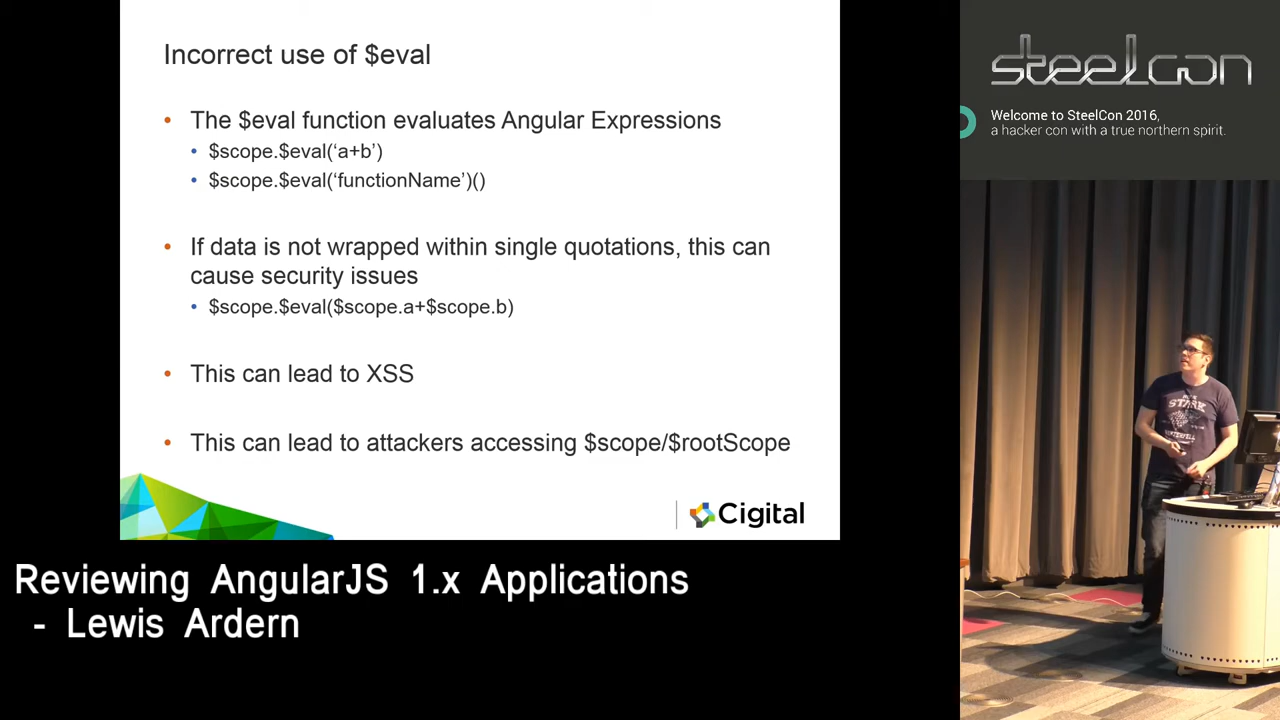 Incorrect use of $eval
• The $eval function evaluates Angular Expressions
• $scope.$eval(‘a+b’)
• $scope.$eval(‘functionName’)()
• If data is not wrapped within single quotations, this can
cause security issues
• $scope.$eval($scope.a+$scope.b)
• This can lead to XSS
• This can lead to attackers accessing $scope/$rootScope
Cigital
steelcon
Welcome to SteelCon 2016,
a hacker con with a true northern spirit.
STARK
WINTERFELL
Reviewing AngularJS 1.x Applications
- Lewis Ardern